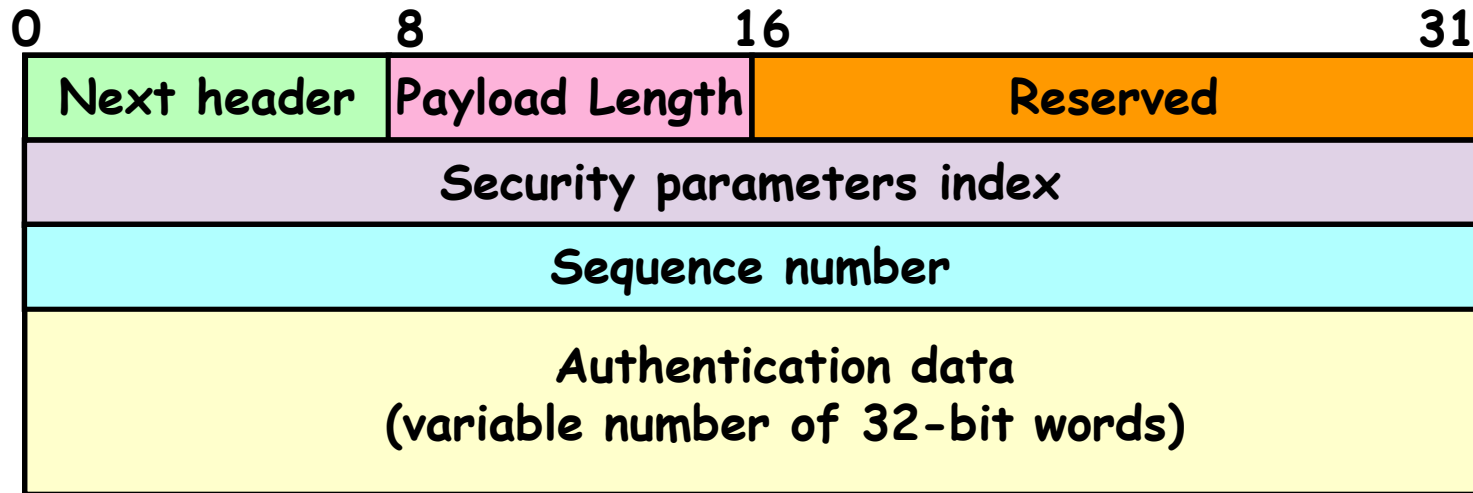 0 8 16 31
Next header Payload Length Reserved
Security parameters index
Sequence number
Authentication data
(variable number of 32-bit words)